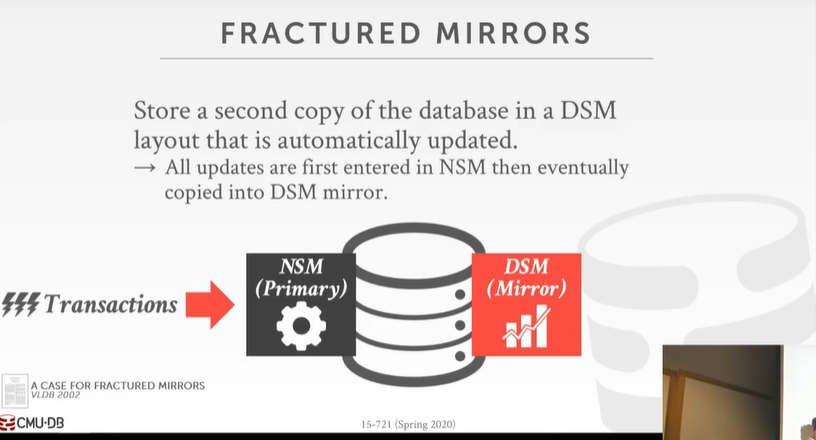 FRACTURED MIRRORS
Store a second copy of the database in a DSM
layout that is automatically updated.
→ All updates are first entered in NSM then eventually
copied into DSM mirror.
NSM
(Primary)
DSM
(Mirror)
Transactions
A CASE FOR FRACTURED MIRRORS
VLDB 2002
CMU·DB
15-721 (Spring 2020)